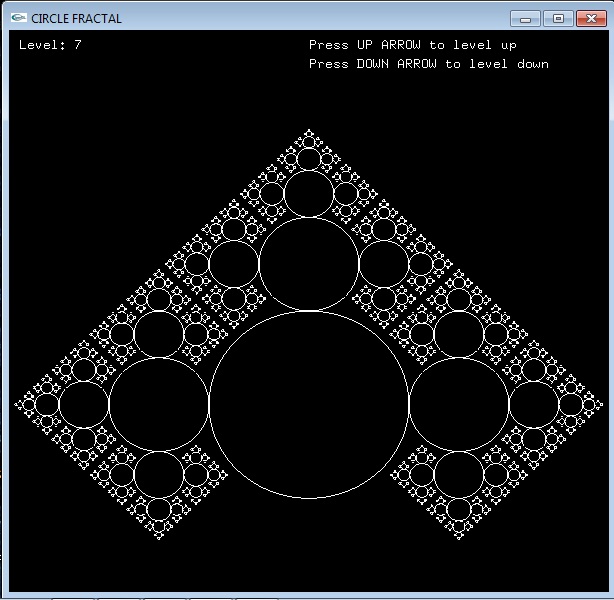 CIRCLE FRACTAL
Level: 7
Press UP ARROW to level up
Press DOWN ARROW to level down